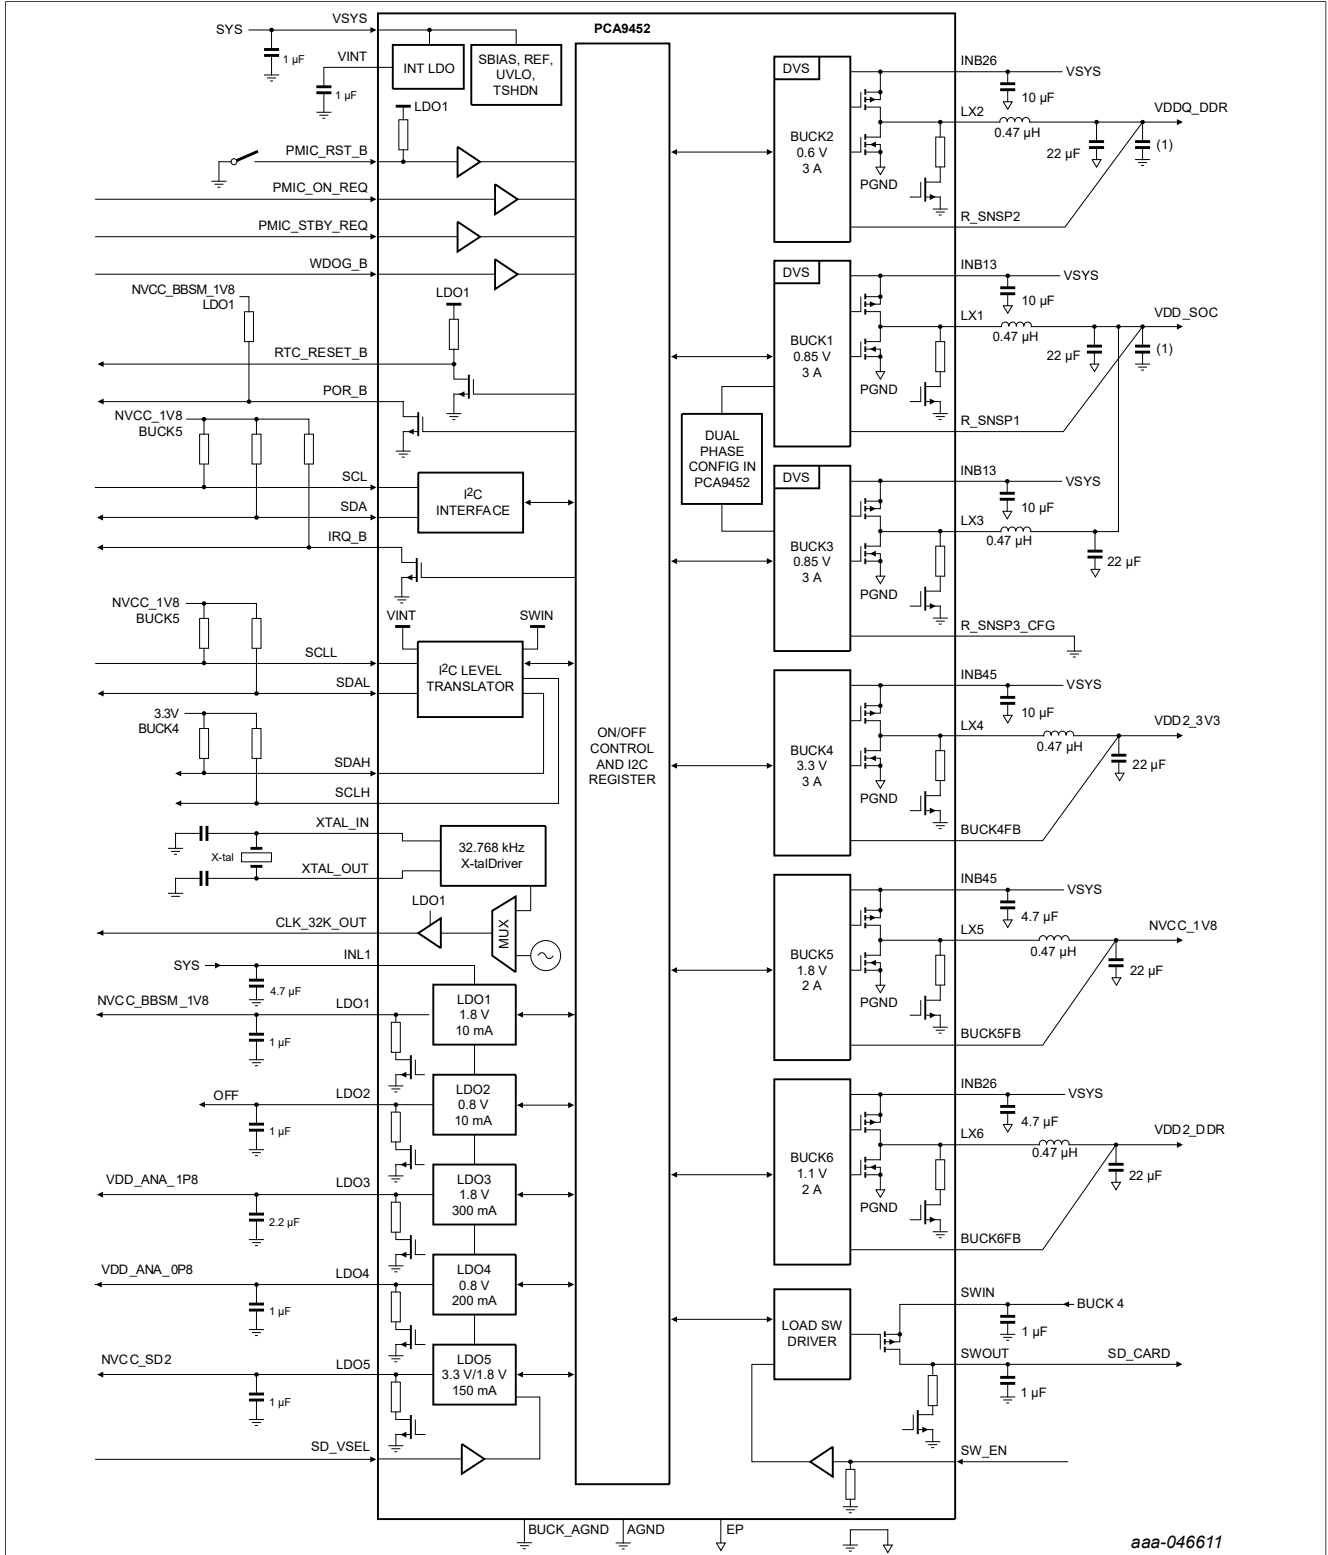 PCA9452
SYS
VSYS
1 µF
VINT
1 µF
INT LDO
SBIAS, REF,
UVLO,
TSHDN
LDO1
PMIC_RST_B
PMIC_ON_REQ
PMIC_STBY_REQ
WDOG_B
NVCC_BBSM_1V8
LDO1
LDO1
RTC_RESET_B
POR_B
NVCC_1V8
BUCK5
SCL
SDA
I2C
INTERFACE
IRQ_B
NVCC_1V8
BUCK5
VINT
SWIN
SCLL
SDAL
I2C LEVEL
TRANSLATOR
3.3V
BUCK4
SDAH
SCLH
XTAL_IN
X-tal
XTAL_OUT
32.768 kHz
X-talDriver
LDO1
CLK_32K_OUT
MUX
SYS
INL1
4.7 µF
NVCC_BBSM_1V8
LDO1
1 µF
LDO1
1.8 V
10 mA
OFF
LDO2
1 µF
LDO2
0.8 V
10 mA
VDD_ANA_1P8
LDO3
2.2 µF
LDO3
1.8 V
300 mA
VDD_ANA_0P8
LDO4
1 µF
LDO4
0.8 V
200 mA
NVCC_SD2
LDO5
1 µF
LDO5
3.3 V/1.8 V
150 mA
SD_VSEL
ON/OFF
CONTROL
AND I2C
REGISTER
DVS
BUCK2
0.6 V
3 A
PGND
INB26
VSYS
10 µF
LX2
0.47 µH
VDDQ_DDR
22 µF
(1)
R_SNSP2
DVS
BUCK1
0.85 V
3 A
PGND
INB13
VSYS
10 µF
LX1
0.47 µH
VDD_SOC
22 µF
(1)
R_SNSP1
DUAL
PHASE
CONFIG IN
PCA9452
DVS
BUCK3
0.85 V
3 A
PGND
INB13
VSYS
10 µF
LX3
0.47 µH
22 µF
R_SNSP3_CFG
BUCK4
3.3 V
3 A
PGND
INB45
VSYS
10 µF
LX4
0.47 µH
VDD2_3V3
22 µF
BUCK4FB
BUCK5
1.8 V
2 A
PGND
INB45
VSYS
4.7 µF
LX5
0.47 µH
NVCC_1V8
22 µF
BUCK5FB
BUCK6
1.1 V
2 A
PGND
INB26
VSYS
4.7 µF
LX6
0.47 µH
VDD2_DDR
22 µF
BUCK6FB
LOAD SW
DRIVER
SWIN
BUCK 4
1 µF
SWOUT
SD_CARD
1 µF
SW_EN
BUCK_AGND
AGND
EP
aaa-046611